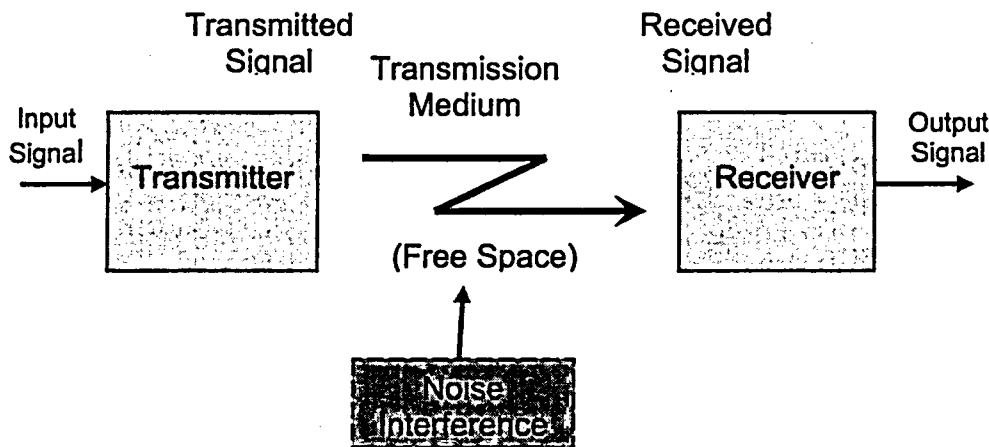 Transmitted
Signal
Received
Signal
Transmission
Medium
Input
Signal
Transmitter
Receiver
Output
Signal
(Free Space)
Noise
Interference